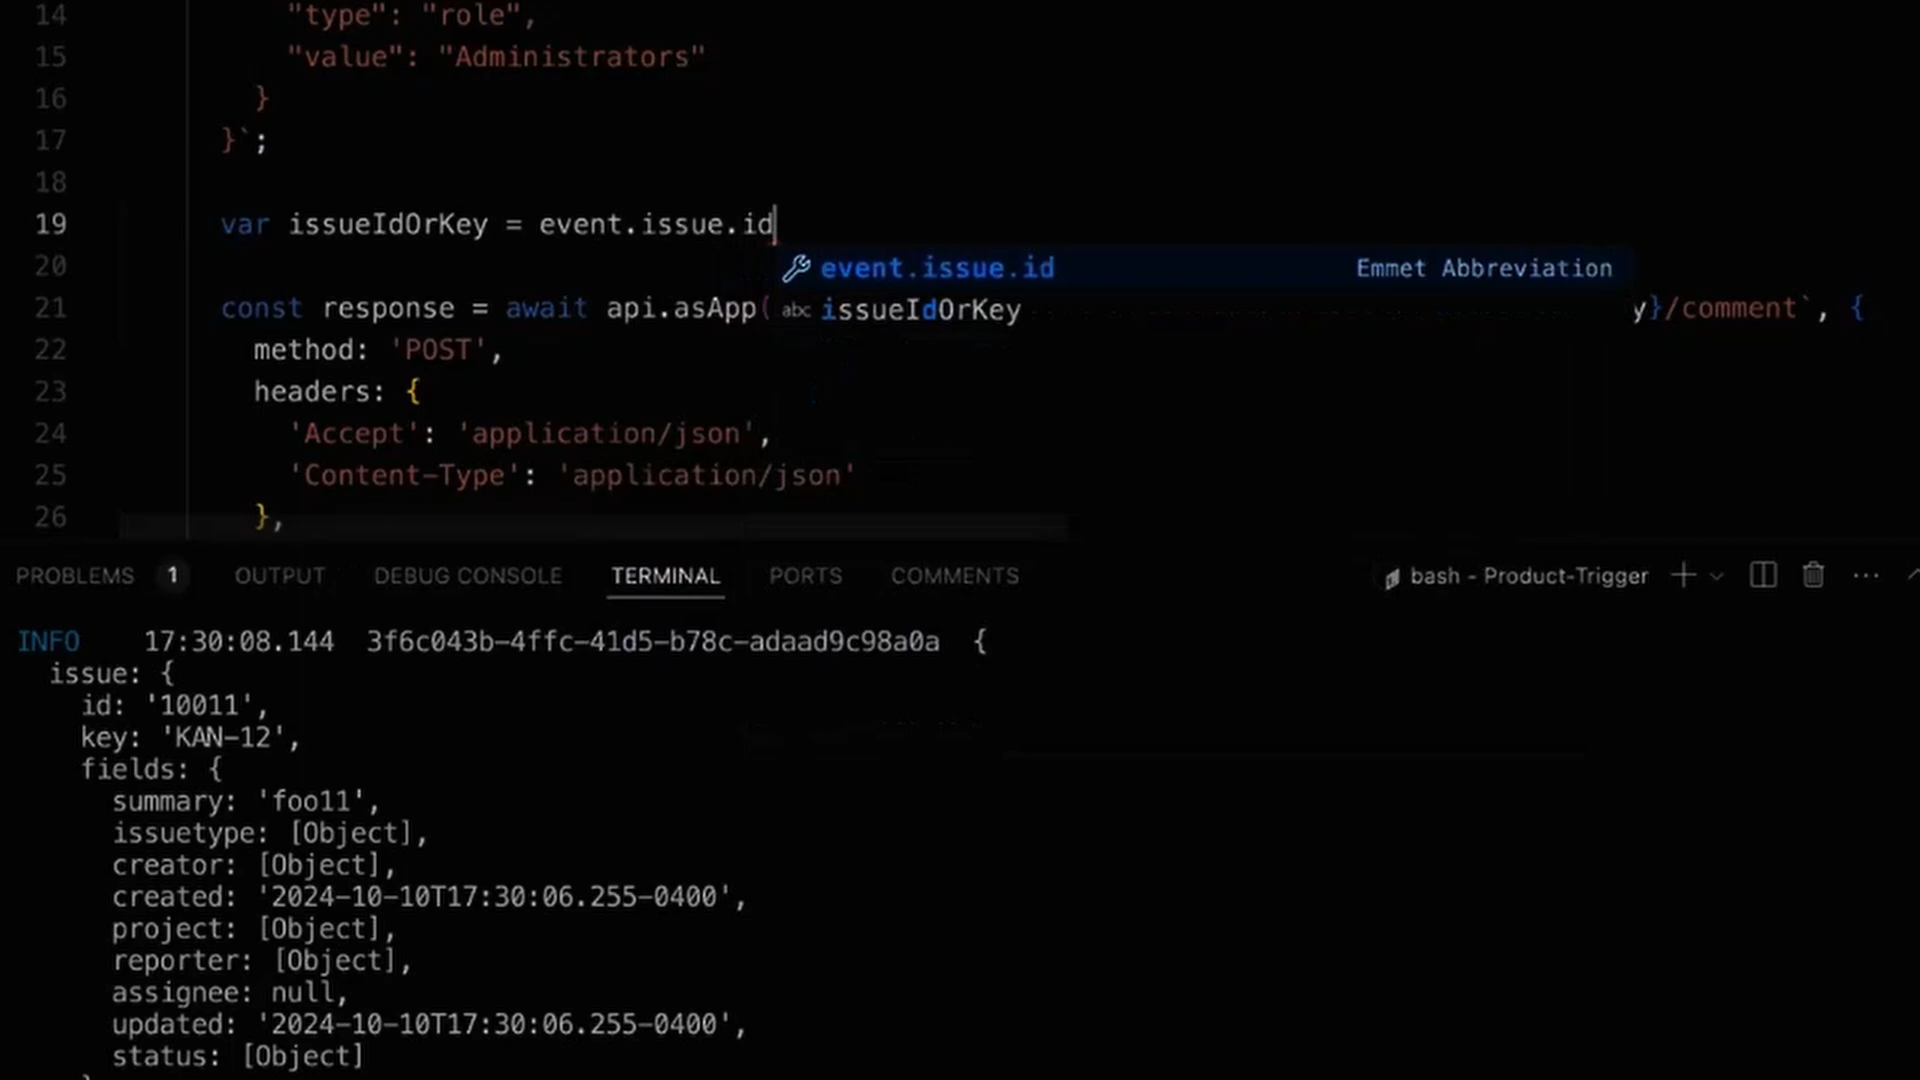 14 "type": "role",
15 "value": "Administrators"
16 }
17 }`;
18
19 var issueIdOrKey = event.issue.id
20 event.issue.id Emmet Abbreviation
21 const response = await api.asApp( abc issueIdOrKey y}/comment`, {
22 method: 'POST',
23 headers: {
24 'Accept': 'application/json',
25 'Content-Type': 'application/json'
26 },
PROBLEMS 1 OUTPUT DEBUG CONSOLE TERMINAL PORTS COMMENTS bash - Product-Trigger
INFO 17:30:08.144 3f6c043b-4ffc-41d5-b78c-adaad9c98a0a {
issue: {
id: '10011',
key: 'KAN-12',
fields: {
summary: 'foo11',
issuetype: [Object],
creator: [Object],
created: '2024-10-10T17:30:06.255-0400',
project: [Object],
reporter: [Object],
assignee: null,
updated: '2024-10-10T17:30:06.255-0400',
status: [Object]